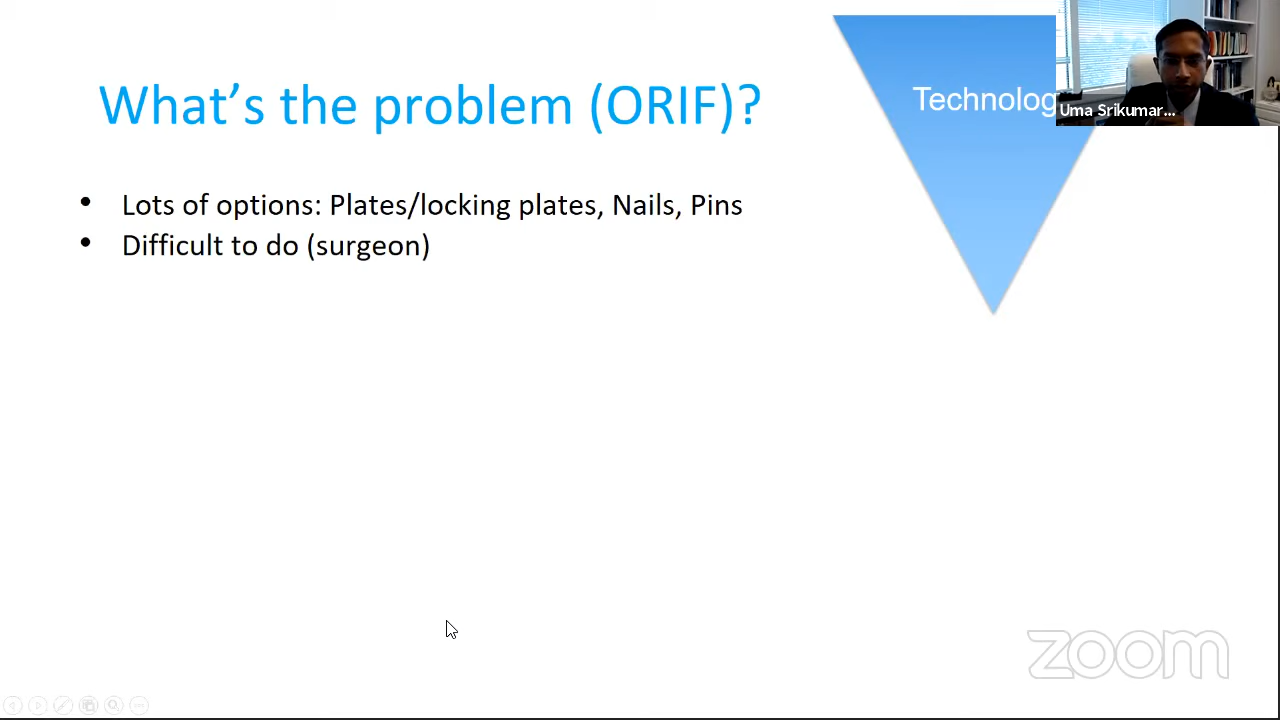 What’s the problem (ORIF)?
Technolog
Uma Srikumar...
• Lots of options: Plates/locking plates, Nails, Pins
• Difficult to do (surgeon)
zoom